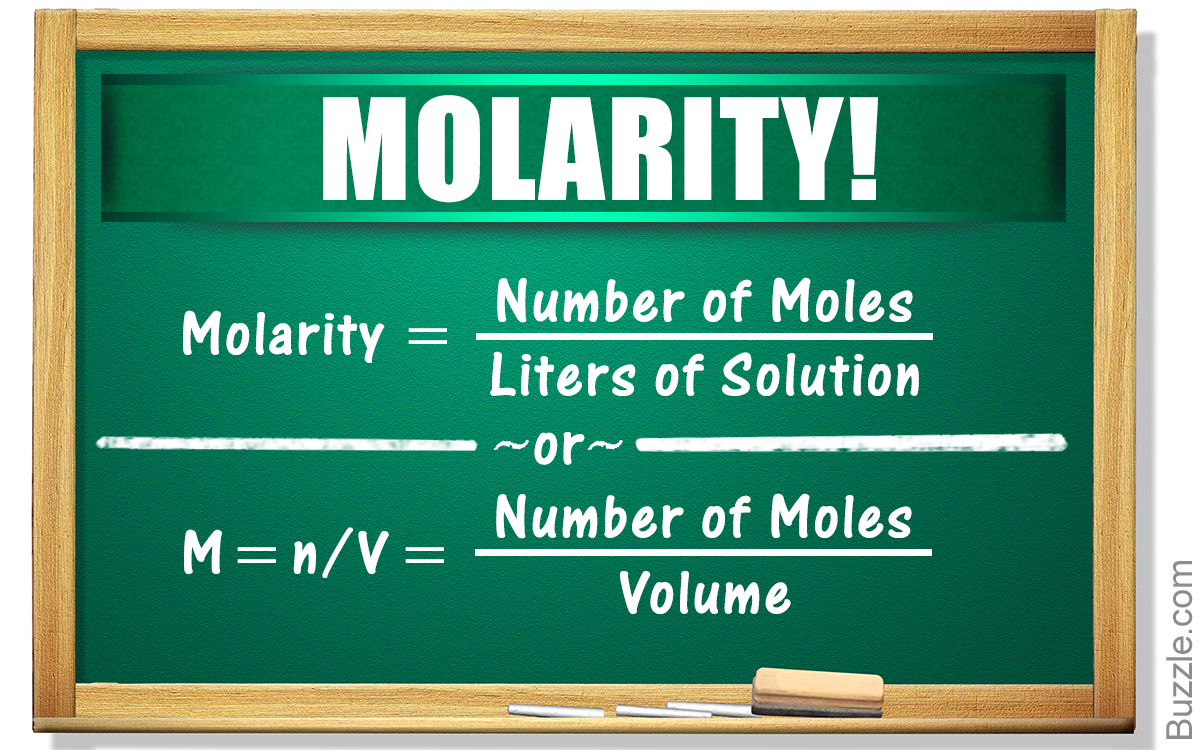 MOLARITY!
Molarity = Number of Moles
Liters of Solution
~or~
M = n/V = Number of Moles
Volume
Buzzle.com